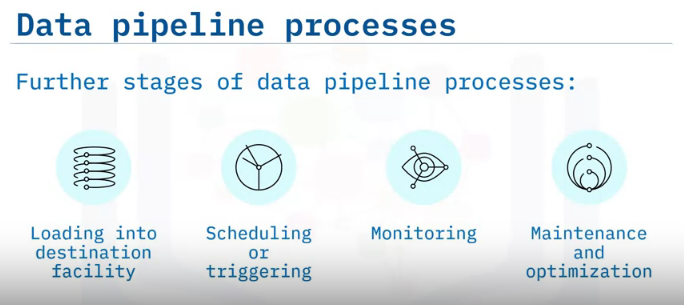 Data pipeline processes
Further stages of data pipeline processes:
Loading into
destination
facility
Scheduling
or
triggering
Monitoring
Maintenance
and
optimization